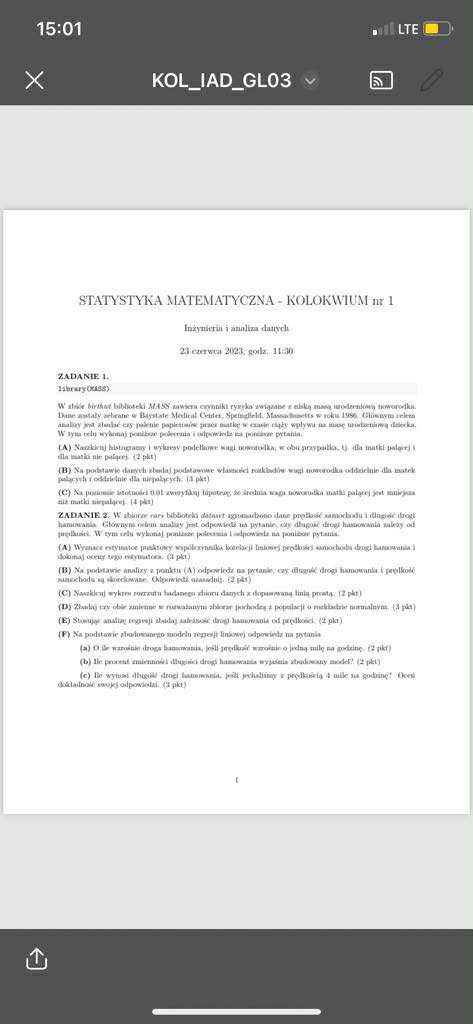 15:01
LTE
KOL_IAD_GL03
STATYSTYKA MATEMATYCZNA - KOLOKWIUM nr 1
Inżynieria i analiza danych
23 czerwca 2023, godz. 11:30
ZADANIE 1.
library(MASS)
W zbiór birthwt biblioteki MASS zawiera czynniki ryzyka związane z niską masą urodzeniową noworodka.
Dane zostały zebrane w Baystate Medical Center, Springfield, Massachusetts w roku 1986. Głównym celem
analizy jest zbadać czy palenie papierosów przez matkę w czasie ciąży wpływa na masę urodzeniową dziecka.
W tym celu wykonaj poniższe polecenia i odpowiedz na poniższe pytania.
(A) Naszkicuj histogramy i wykresy pudełkowe wagi noworodka, w obu przypadka, tj. dla matki palącej i
dla matki nie palącej. (2 pkt)
(B) Na podstawie danych zbadaj podstawowe własności rozkładów wagi noworodka oddzielnie dla matek
palących i oddzielnie dla niepalących. (3 pkt)
(C) Na poziomie istotności 0.01 zweryfikuj hipotezę, że średnia waga noworodka matki palącej jest mniejsza
niż matki niepalącej. (4 pkt)
ZADANIE 2. W zbiorze cars biblioteki dataset zgromadzono dane prędkość samochodu i długość drogi
hamowania. Głównym celem analizy jest odpowiedź na pytanie, czy długość drogi hamowania zależy od
prędkości. W tym celu wykonaj poniższe polecenia i odpowiedz na poniższe pytania.
(A) Wyznacz estymator punktowy współczynnika korelacji liniowej prędkości samochodu i drogi hamowania i
dokonaj oceny tego estymatora. (3 pkt)
(B) Na podstawie analizy z punktu (A) odpowiedz na pytanie, czy długość drogi hamowania i prędkość
samochodu są skorelowane. Odpowiedź uzasadnij. (2 pkt)
(C) Naszkicuj wykres rozrzutu badanego zbioru danych z dopasowaną linią prostą. (2 pkt)
(D) Zbadaj czy obie zmienne w rozważanym zbiorze pochodzą z populacji o rozkładzie normalnym. (3 pkt)
(E) Stosując analizę regresji zbadaj zależność drogi hamowania od prędkości. (2 pkt)
(F) Na podstawie zbudowanego modelu regresji liniowej odpowiedz na pytania
(a) O ile wzrośnie droga hamowania, jeśli prędkość wzrośnie o jedną milę na godzinę. (2 pkt)
(b) Ile procent zmienności długości drogi hamowania wyjaśnia zbudowany model? (2 pkt)
(c) Ile wynosi długość drogi hamowania, jeśli jechaliśmy z prędkością 4 mile na godzinę? Oceń
dokładność swojej odpowiedzi. (3 pkt)
1